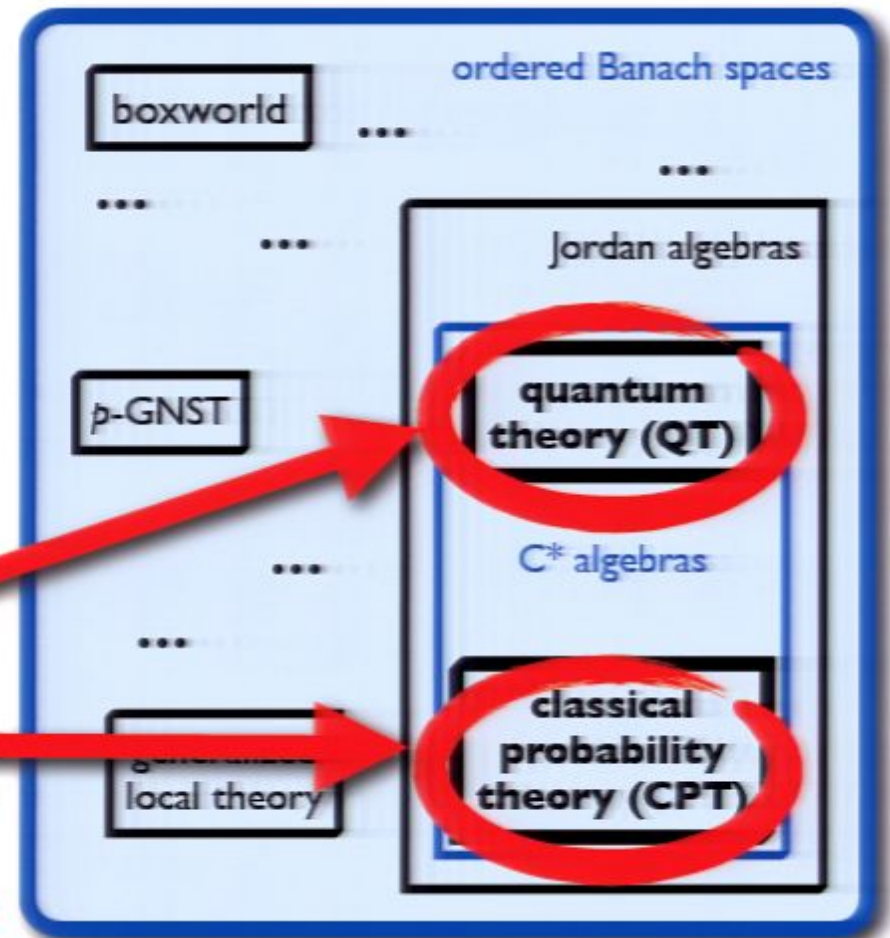 ordered Banach spaces
boxworld
...
...
...
...
Jordan algebras
p-GNST
quantum
theory (QT)
...
C* algebras
...
classical
probability
theory (CPT)
local theory